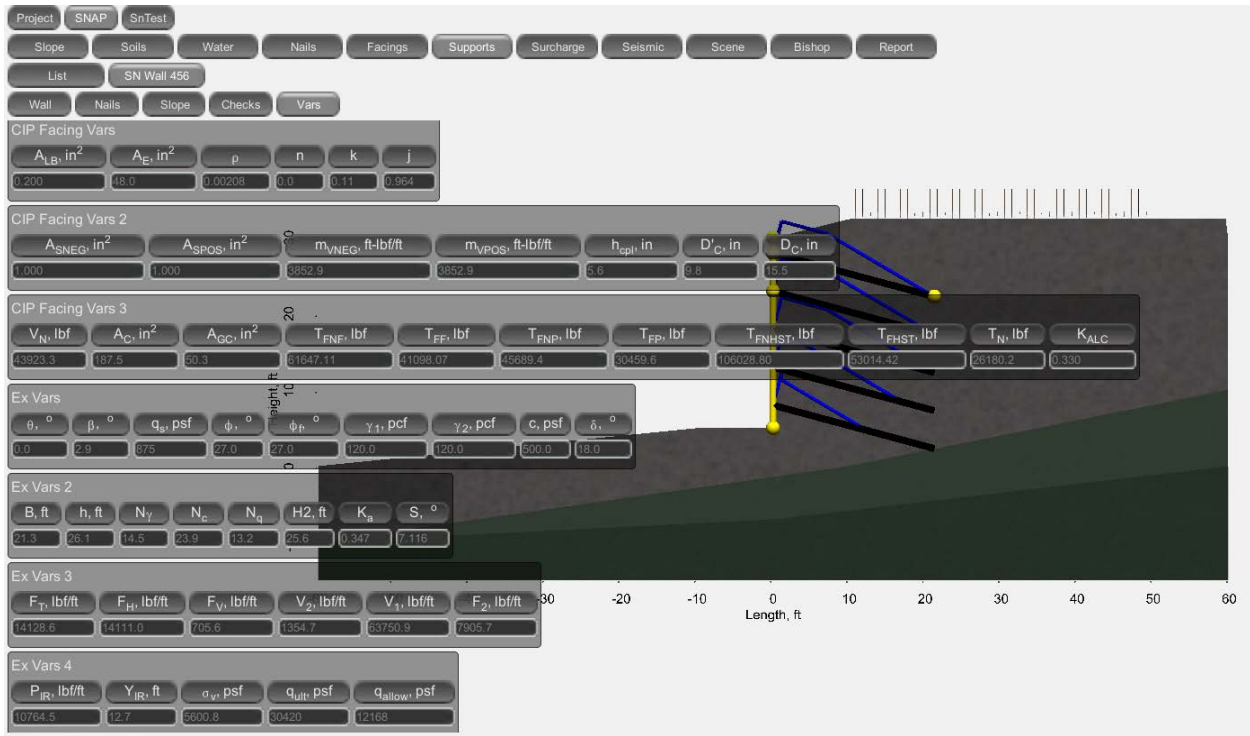 Project SNAP SnTest
Slope Soils Water Nails Facings Supports Surcharge Seismic Scene Bishop Report
List SN Wall 456
Wall Nails Slope Checks Vars
CIP Facing Vars
A_LB, in² A_E, in² ρ n k j
0.200 48.0 0.00208 0.0 0.11 0.964
CIP Facing Vars 2
A_SNEG, in² A_SPOS, in² m_VNEG, ft-lbf/ft m_VPOS, ft-lbf/ft h_cpl, in D'_C, in D_C, in
1.000 1.000 3852.9 3852.9 5.6 9.8 15.5
CIP Facing Vars 3
V_N, lbf A_C, in² A_GC, in² T_FNF, lbf T_FF, lbf T_FNP, lbf T_FP, lbf T_FNHST, lbf T_FHST, lbf T_N, lbf K_ALC
43923.3 187.5 50.3 61647.11 41098.07 45689.4 30459.6 106028.80 53014.42 26180.2 0.330
Ex Vars
θ, ° β, ° q_s, psf ϕ, ° ϕ_f, ° γ_1, pcf γ_2, pcf c, psf δ, °
0.0 2.9 875 27.0 27.0 120.0 120.0 500.0 18.0
Ex Vars 2
B, ft h, ft N_γ N_c N_q H2, ft K_a S, °
21.3 26.1 14.5 23.9 13.2 25.6 0.347 7.116
Ex Vars 3
F_T, lbf/ft F_H, lbf/ft F_V, lbf/ft V_2, lbf/ft V_1, lbf/ft F_2, lbf/ft
14128.6 14111.0 705.6 1354.7 63750.9 7905.7
Ex Vars 4
P_IR, lbf/ft Y_IR, ft σ_v, psf q_ult, psf q_allow, psf
10764.5 12.7 5600.8 30420 12168
30
20
10
0
Height, ft
-30 -20 -10 0 10 20 30 40 50 60
Length, ft